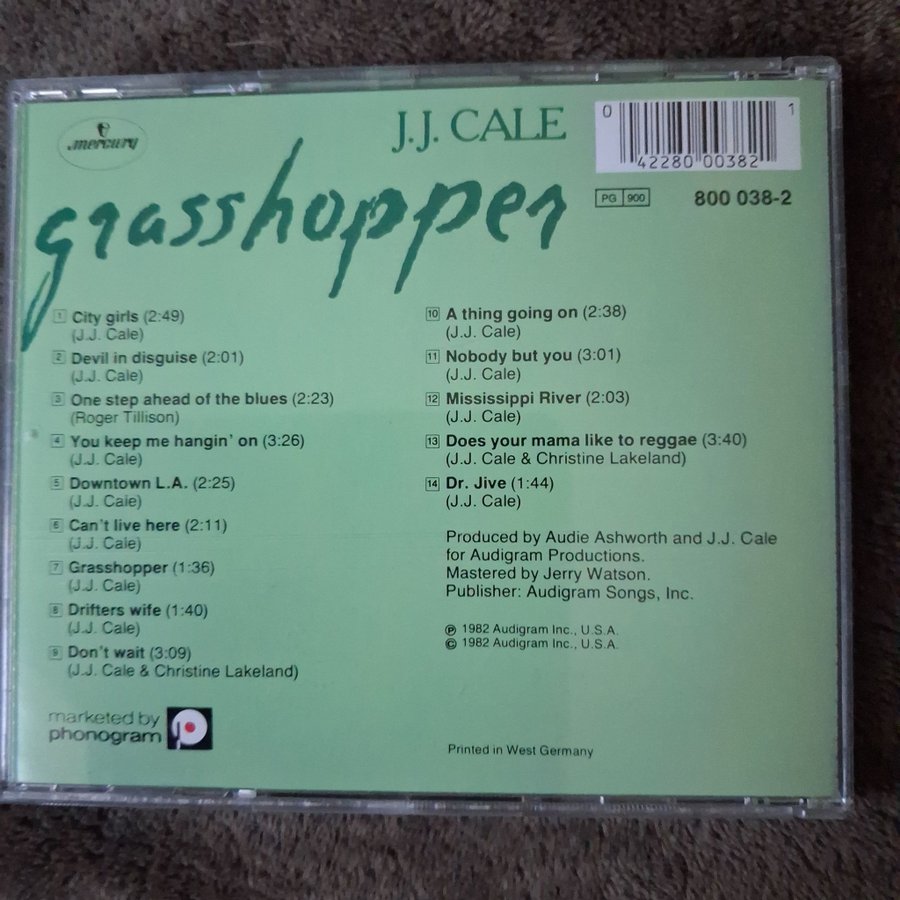 mercury
J.J. CALE
0 42280 00382 1
grasshopper
PG 900
800 038-2
1 City girls (2:49)
(J.J. Cale)
2 Devil in disguise (2:01)
(J.J. Cale)
3 One step ahead of the blues (2:23)
(Roger Tillison)
4 You keep me hangin' on (3:26)
(J.J. Cale)
5 Downtown L.A. (2:25)
(J.J. Cale)
6 Can't live here (2:11)
(J.J. Cale)
7 Grasshopper (1:36)
(J.J. Cale)
8 Drifters wife (1:40)
(J.J. Cale)
9 Don't wait (3:09)
(J.J. Cale & Christine Lakeland)
marketed by
phonogram
10 A thing going on (2:38)
(J.J. Cale)
11 Nobody but you (3:01)
(J.J. Cale)
12 Mississippi River (2:03)
(J.J. Cale)
13 Does your mama like to reggae (3:40)
(J.J. Cale & Christine Lakeland)
14 Dr. Jive (1:44)
(J.J. Cale)
Produced by Audie Ashworth and J.J. Cale
for Audigram Productions.
Mastered by Jerry Watson.
Publisher: Audigram Songs, Inc.
℗ 1982 Audigram Inc., U.S.A.
© 1982 Audigram Inc., U.S.A.
Printed in West Germany